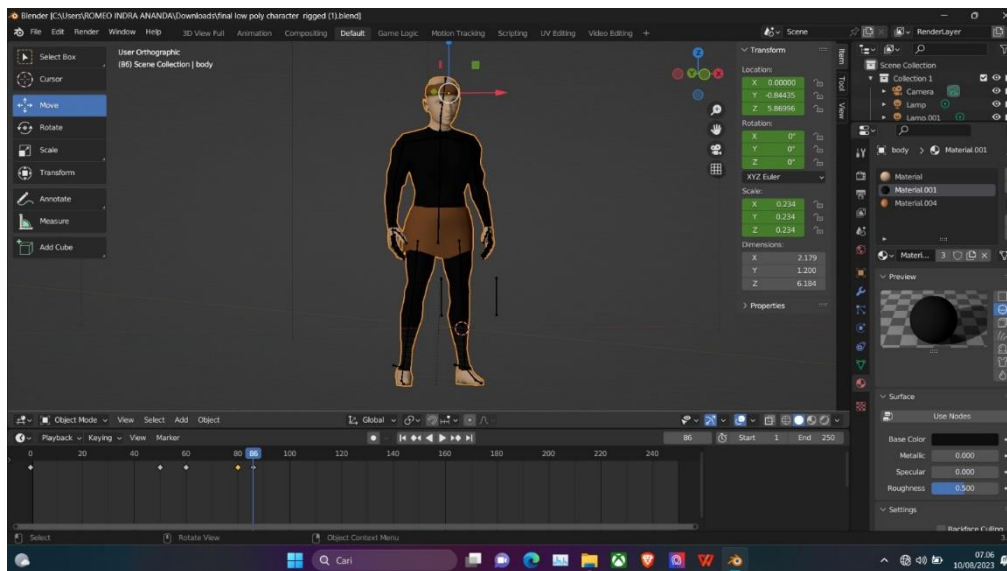 Blender [C:\Users\ROMEO INDRA ANANDA\Downloads\final low poly character rigged (1).blend]
File Edit Render Window Help 3D View Full Animation Compositing Default Game Logic Motion Tracking Scripting UV Editing Video Editing + Scene RenderLayer
Select Box
Cursor
Move
Rotate
Scale
Transform
Annotate
Measure
Add Cube
User Orthographic
(86) Scene Collection | body
Transform
Location:
X 0.00000
Y -0.84435
Z 5.86996
Rotation:
X 0°
Y 0°
Z 0°
XYZ Euler
Scale:
X 0.234
Y 0.234
Z 0.234
Dimensions:
X 2.179
Y 1.200
Z 6.184
Properties
Item
Tool
View
Scene Collection
Collection 1
Camera
Lamp
Lamp.001
body Material.001
Material
Material.001
Material.004
Materi... 3
Preview
Surface
Use Nodes
Base Color
Metallic 0.000
Specular 0.000
Roughness 0.500
Settings
Backface Culling
Object Mode View Select Add Object Global
Playback Keying View Marker 86 Start 1 End 250
0 20 40 60 80 86 100 120 140 160 180 200 220 240
Select Rotate View Object Context Menu
Cari
07.06
10/08/2023